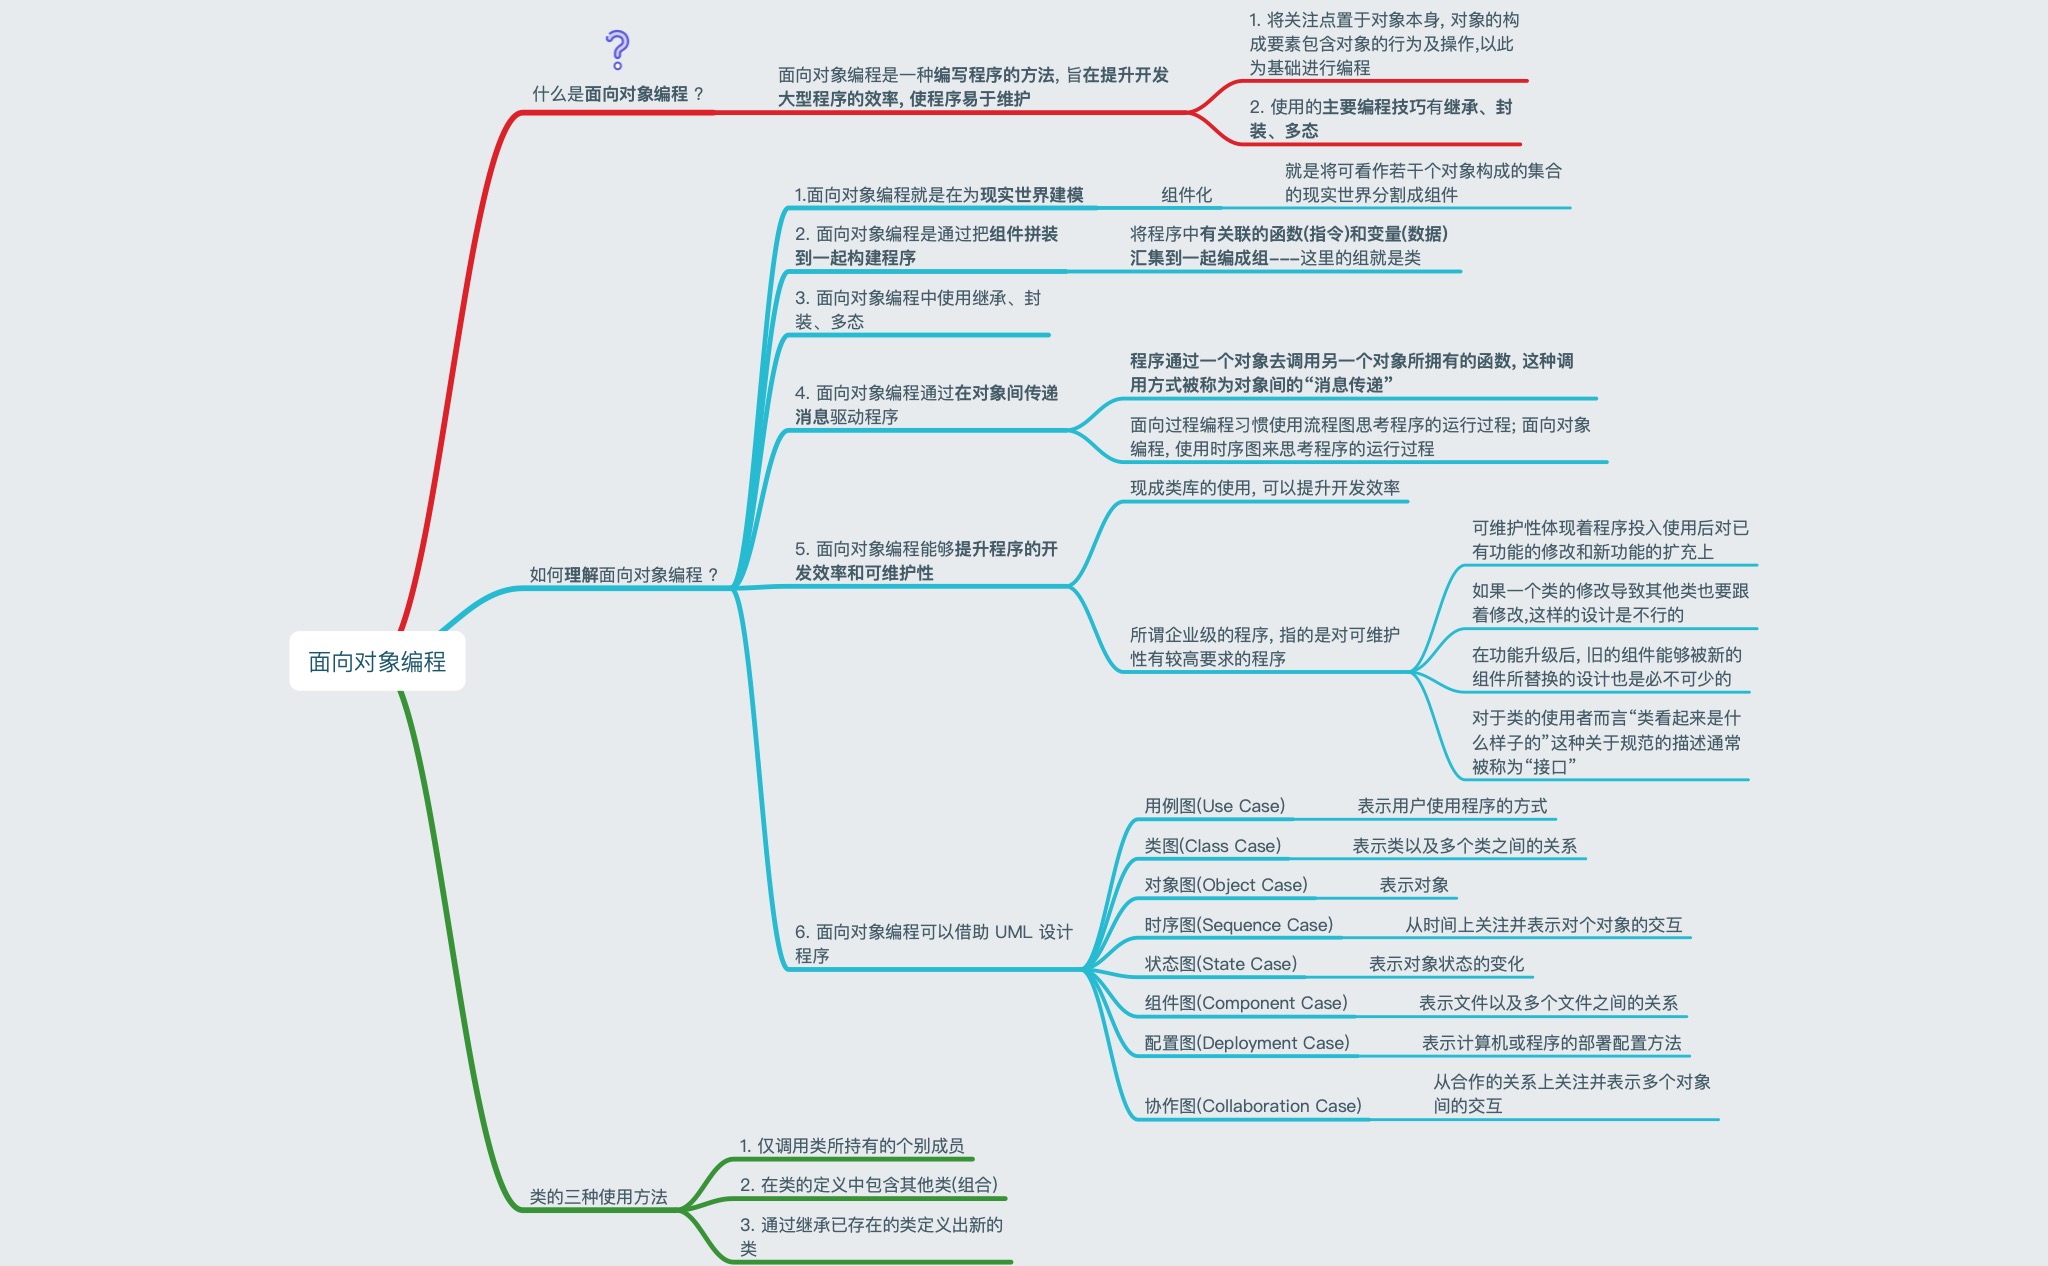 面向对象编程
什么是面向对象编程 ？
面向对象编程是一种编写程序的方法, 旨在提升开发
大型程序的效率, 使程序易于维护
1. 将关注点置于对象本身, 对象的构
成要素包含对象的行为及操作,以此
为基础进行编程
2. 使用的主要编程技巧有继承、封
装、多态
如何理解面向对象编程 ？
1.面向对象编程就是在为现实世界建模
组件化
就是将可看作若干个对象构成的集合
的现实世界分割成组件
2. 面向对象编程是通过把组件拼装
到一起构建程序
将程序中有关联的函数(指令)和变量(数据)
汇集到一起编成组---这里的组就是类
3. 面向对象编程中使用继承、封
装、多态
4. 面向对象编程通过在对象间传递
消息驱动程序
程序通过一个对象去调用另一个对象所拥有的函数, 这种调
用方式被称为对象间的“消息传递”
面向过程编程习惯使用流程图思考程序的运行过程; 面向对象
编程, 使用时序图来思考程序的运行过程
5. 面向对象编程能够提升程序的开
发效率和可维护性
现成类库的使用, 可以提升开发效率
所谓企业级的程序, 指的是对可维护
性有较高要求的程序
可维护性体现着程序投入使用后对已
有功能的修改和新功能的扩充上
如果一个类的修改导致其他类也要跟
着修改,这样的设计是不行的
在功能升级后, 旧的组件能够被新的
组件所替换的设计也是必不可少的
对于类的使用者而言“类看起来是什
么样子的”这种关于规范的描述通常
被称为“接口”
6. 面向对象编程可以借助 UML 设计
程序
用例图(Use Case)
表示用户使用程序的方式
类图(Class Case)
表示类以及多个类之间的关系
对象图(Object Case)
表示对象
时序图(Sequence Case)
从时间上关注并表示对个对象的交互
状态图(State Case)
表示对象状态的变化
组件图(Component Case)
表示文件以及多个文件之间的关系
配置图(Deployment Case)
表示计算机或程序的部署配置方法
协作图(Collaboration Case)
从合作的关系上关注并表示多个对象
间的交互
类的三种使用方法
1. 仅调用类所持有的个别成员
2. 在类的定义中包含其他类(组合)
3. 通过继承已存在的类定义出新的
类